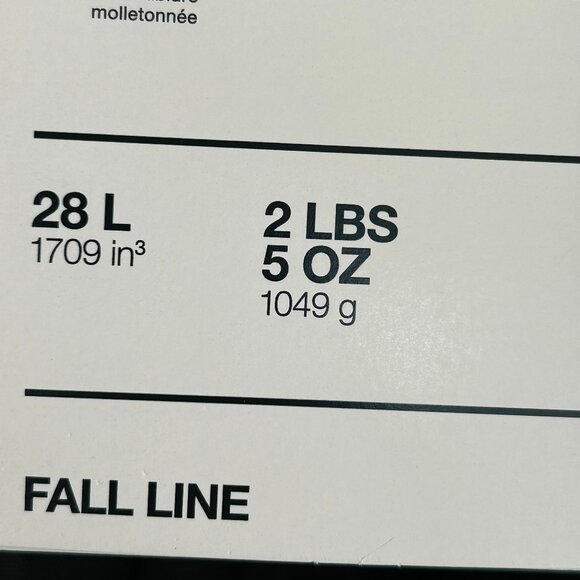 molletonnée
28 L
1709 in³
2 LBS
5 OZ
1049 g
FALL LINE